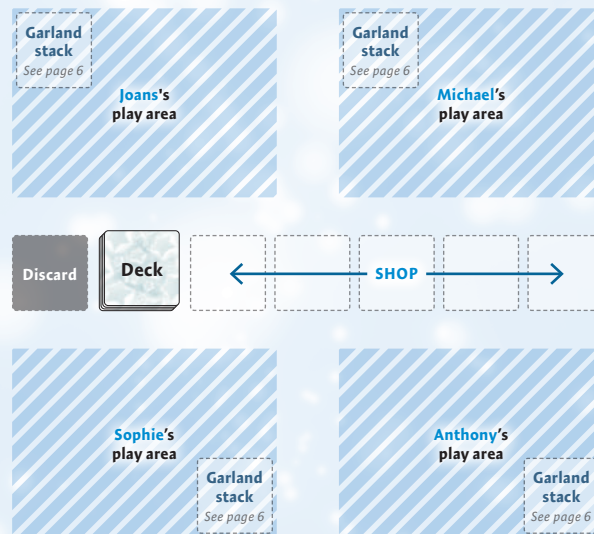 Garland
stack
See page 6
Joans's
play area
Garland
stack
See page 6
Michael's
play area
Discard
Deck
SHOP
Sophie's
play area
Garland
stack
See page 6
Anthony's
play area
Garland
stack
See page 6